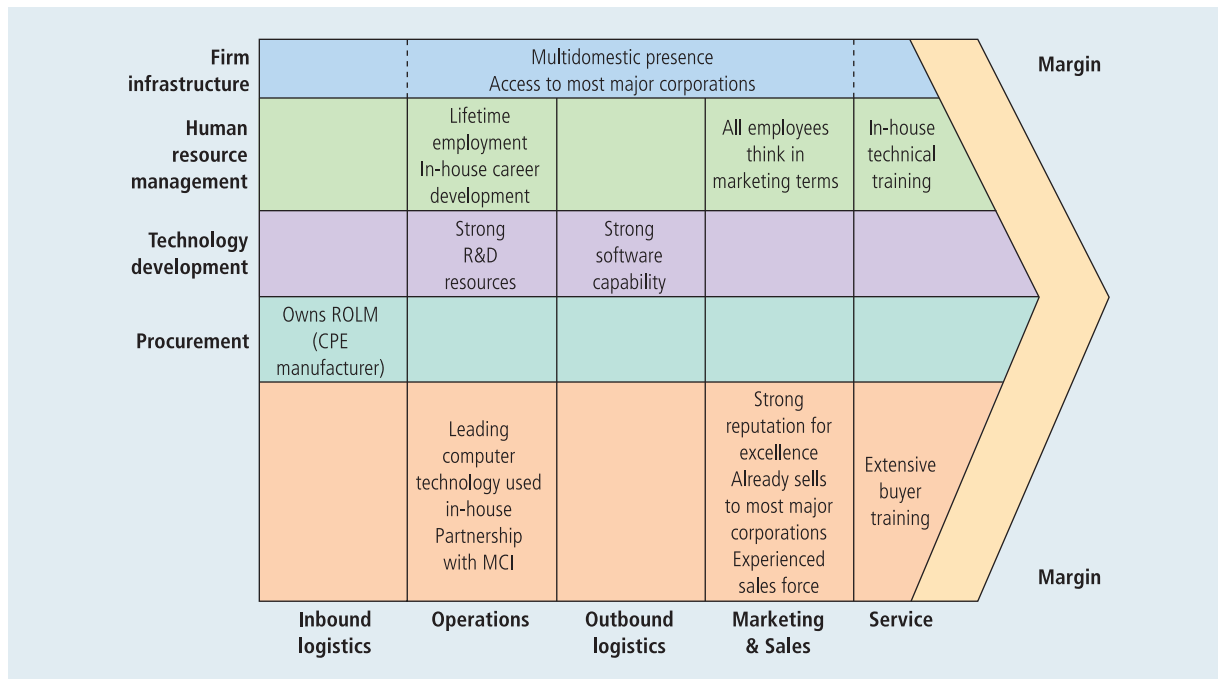 Firm
infrastructure
Multidomestic presence
Access to most major corporations
Margin
Human
resource
management
Lifetime
employment
In-house career
development
All employees
think in
marketing terms
In-house
technical
training
Technology
development
Strong
R&D
resources
Strong
software
capability
Procurement
Owns ROLM
(CPE
manufacturer)
Leading
computer
technology used
in-house
Partnership
with MCI
Strong
reputation for
excellence
Already sells
to most major
corporations
Experienced
sales force
Extensive
buyer
training
Margin
Inbound
logistics
Operations
Outbound
logistics
Marketing
& Sales
Service